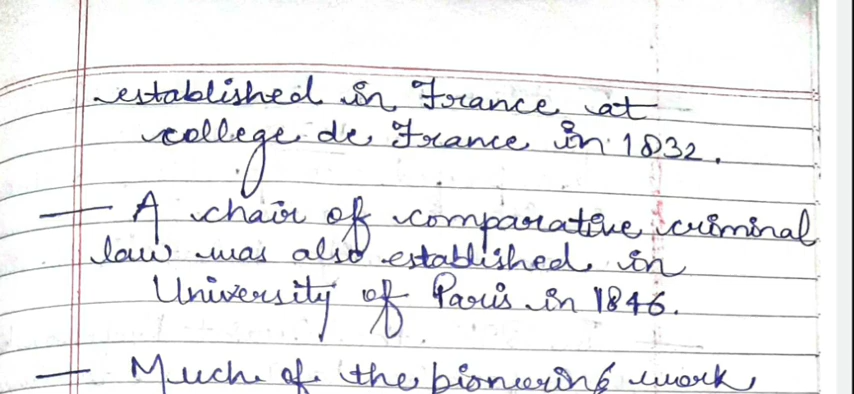 established in France at
college de France in 1832.
— A chair of comparative criminal
law was also established in
University of Paris in 1846.
— Much of the pioneering work